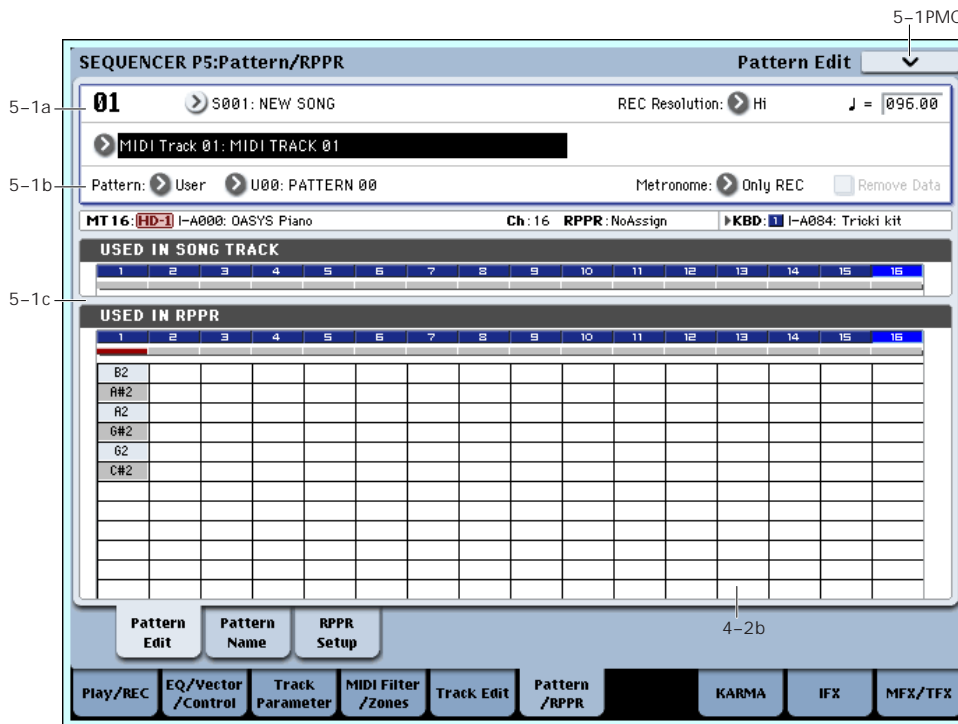 5–1PMC
SEQUENCER P5:Pattern/RPPR Pattern Edit
5–1a
01 S001: NEW SONG REC Resolution: Hi ♩ = 096.00
MIDI Track 01: MIDI TRACK 01
5–1b
Pattern: User U00: PATTERN 00 Metronome: Only REC Remove Data
MT 16: HD-1 I-A000: OASYS Piano Ch: 16 RPPR: NoAssign ▶KBD: 1 I-A084: Tricki kit
USED IN SONG TRACK
1 2 3 4 5 6 7 8 9 10 11 12 13 14 15 16
5–1c
USED IN RPPR
1 2 3 4 5 6 7 8 9 10 11 12 13 14 15 16
B2
A#2
A2
G#2
G2
C#2
4–2b
Pattern Edit
Pattern Name
RPPR Setup
Play/REC
EQ/Vector /Control
Track Parameter
MIDI Filter /Zones
Track Edit
Pattern /RPPR
KARMA
IFX
MFX/TFX